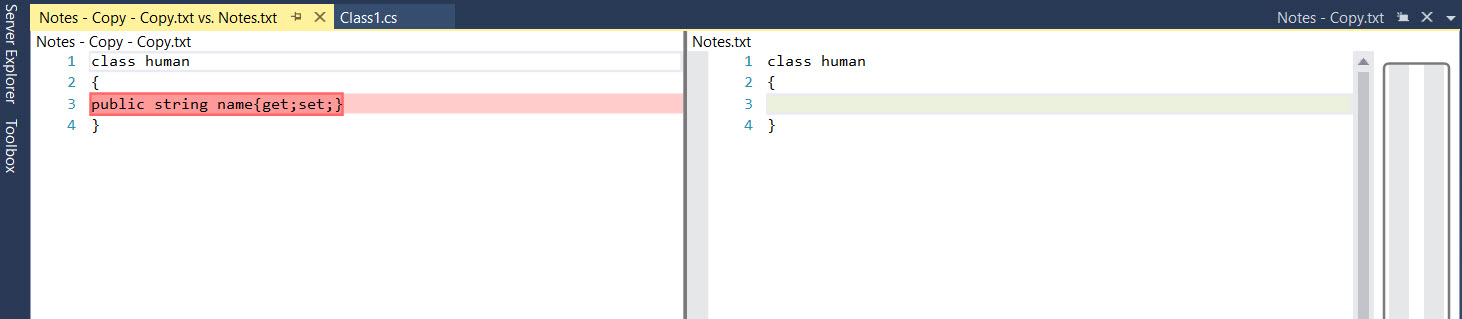 Server Explorer
Toolbox
Notes - Copy - Copy.txt vs. Notes.txt
Class1.cs
Notes - Copy.txt
Notes - Copy - Copy.txt
1 class human
2 {
3 public string name{get;set;}
4 }
Notes.txt
1 class human
2 {
3
4 }